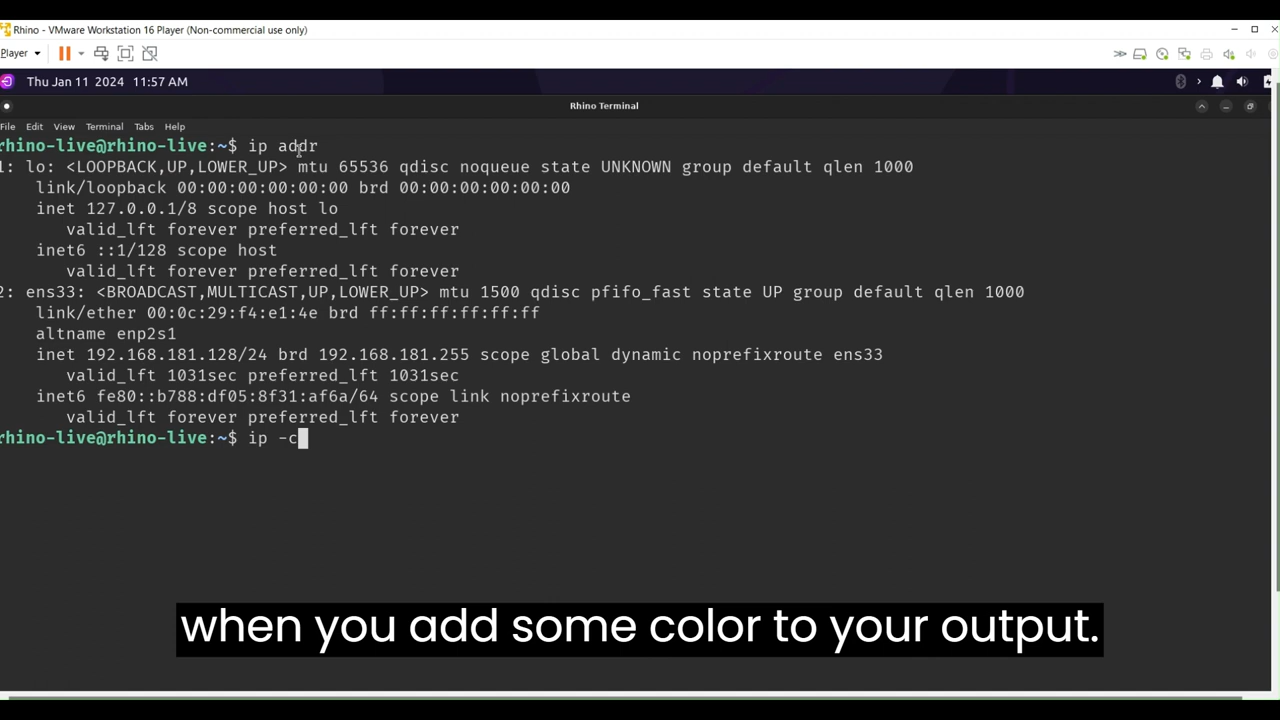 Rhino - VMware Workstation 16 Player (Non-commercial use only)
Player
Thu Jan 11 2024 11:57 AM
Rhino Terminal
File Edit View Terminal Tabs Help
rhino-live@rhino-live:~$ ip addr
1: lo: <LOOPBACK,UP,LOWER_UP> mtu 65536 qdisc noqueue state UNKNOWN group default qlen 1000
link/loopback 00:00:00:00:00:00 brd 00:00:00:00:00:00
inet 127.0.0.1/8 scope host lo
valid_lft forever preferred_lft forever
inet6 ::1/128 scope host
valid_lft forever preferred_lft forever
2: ens33: <BROADCAST,MULTICAST,UP,LOWER_UP> mtu 1500 qdisc pfifo_fast state UP group default qlen 1000
link/ether 00:0c:29:f4:e1:4e brd ff:ff:ff:ff:ff:ff
altname enp2s1
inet 192.168.181.128/24 brd 192.168.181.255 scope global dynamic noprefixroute ens33
valid_lft 1031sec preferred_lft 1031sec
inet6 fe80::b788:df05:8f31:af6a/64 scope link noprefixroute
valid_lft forever preferred_lft forever
rhino-live@rhino-live:~$ ip -c
when you add some color to your output.